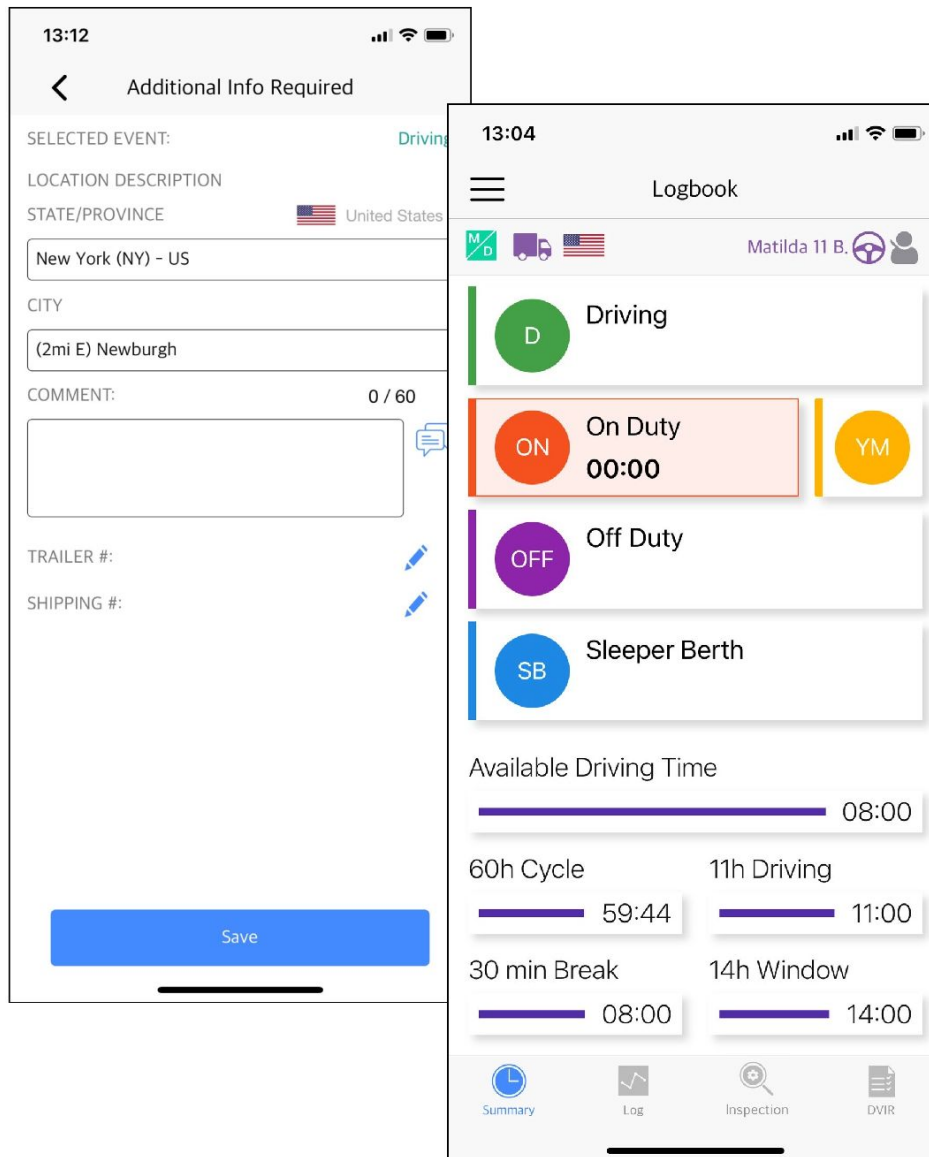 13:12
Additional Info Required
SELECTED EVENT: Driving
LOCATION DESCRIPTION
STATE/PROVINCE United States
New York (NY) - US
CITY
(2mi E) Newburgh
COMMENT: 0 / 60
TRAILER #:
SHIPPING #:
Save
13:04
Logbook
M/D Matilda 11 B.
D Driving
ON On Duty
00:00
YM
OFF Off Duty
SB Sleeper Berth
Available Driving Time
08:00
60h Cycle 11h Driving
59:44 11:00
30 min Break 14h Window
08:00 14:00
Summary Log Inspection DVIR